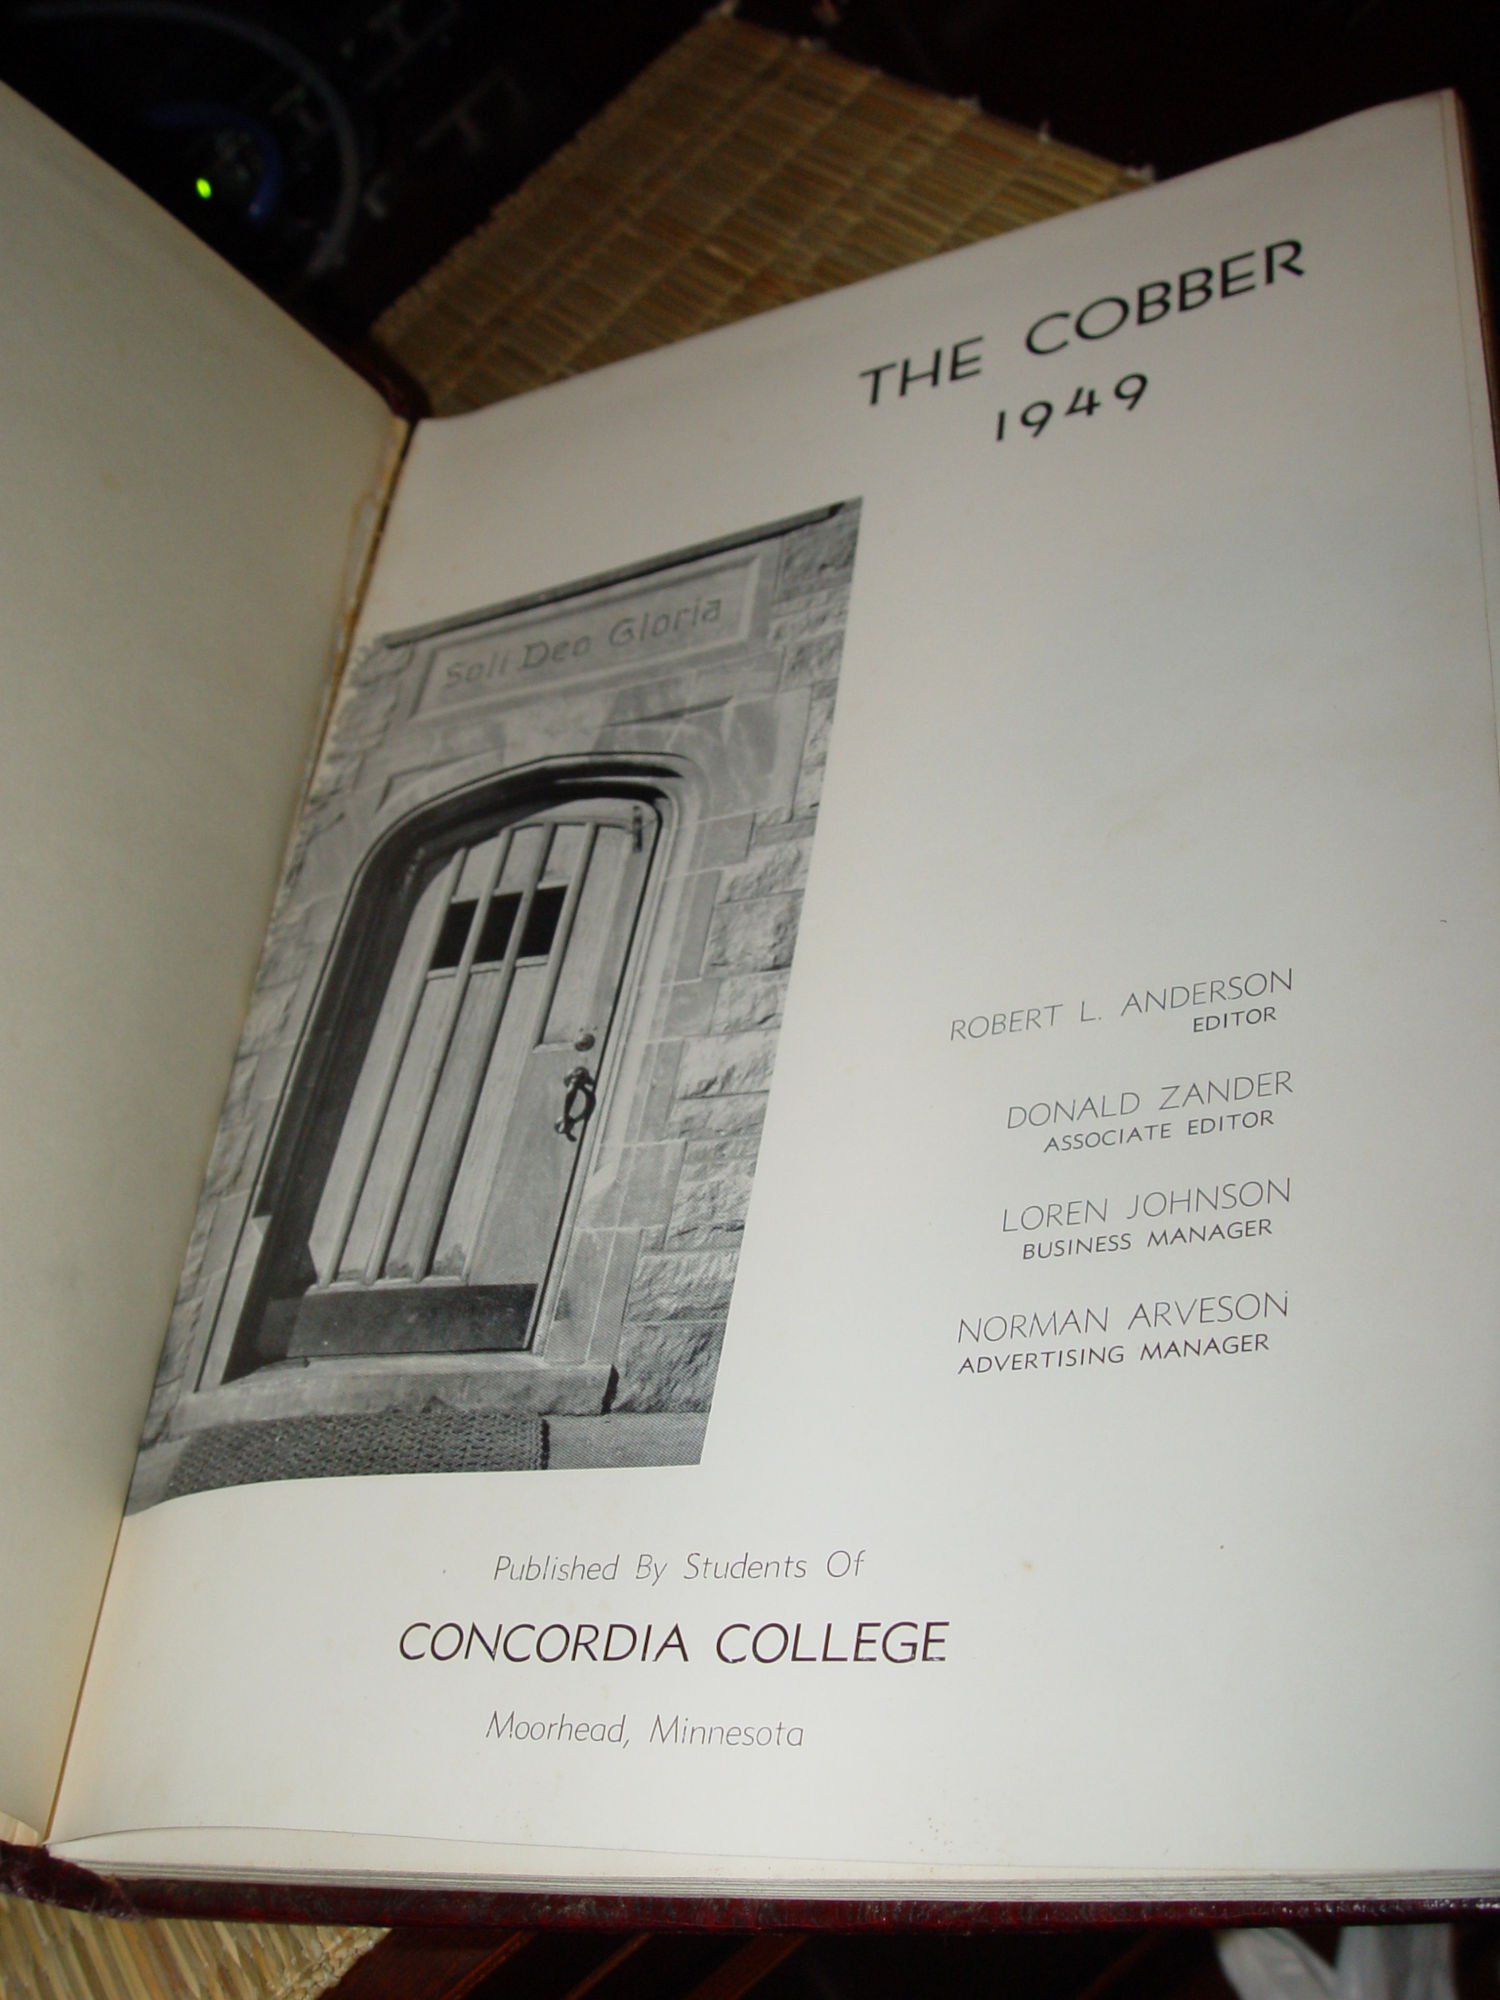 THE COBBER
1949
Soli Deo Gloria
ROBERT L. ANDERSON
EDITOR
DONALD ZANDER
ASSOCIATE EDITOR
LOREN JOHNSON
BUSINESS MANAGER
NORMAN ARVESON
ADVERTISING MANAGER
Published By Students Of
CONCORDIA COLLEGE
Moorhead, Minnesota